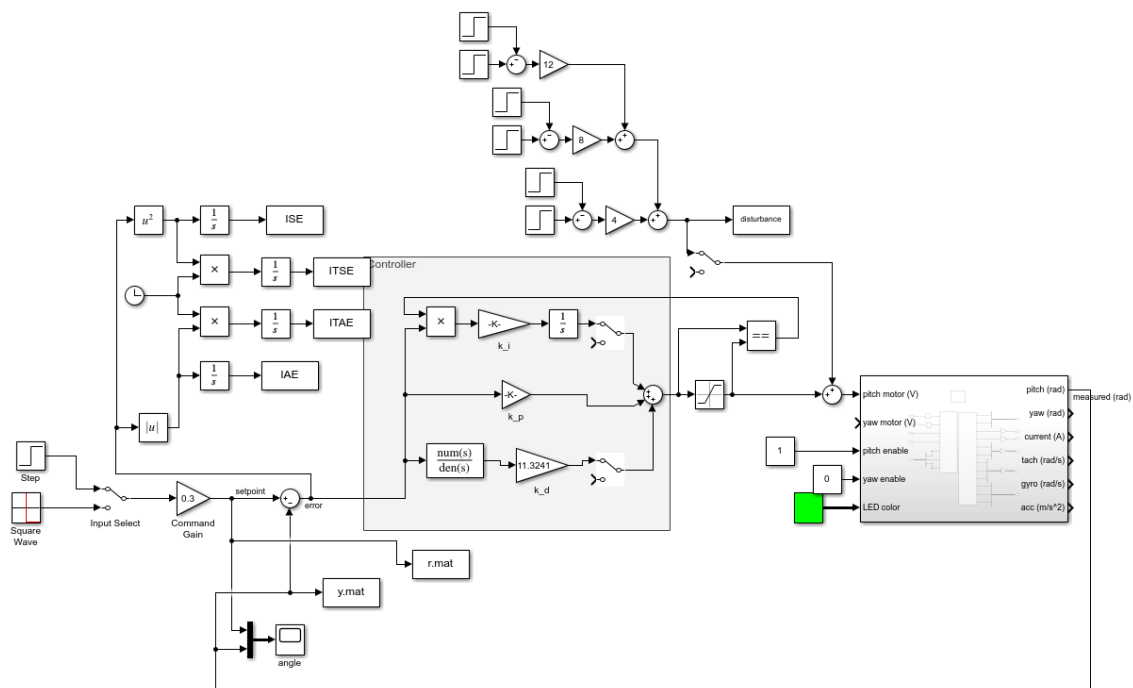 12
8
4
disturbance
u²
1
s
ISE
×
1
s
ITSE
Controller
×
1
s
ITAE
×
-K-
k_i
1
s
==
1
s
IAE
|u|
-K-
k_p
num(s)
den(s)
11.3241
k_d
Step
Square
Wave
Input Select
0.3
Command
Gain
setpoint
error
r.mat
y.mat
angle
1
0
pitch motor (V)
yaw motor (V)
pitch enable
yaw enable
LED color
pitch (rad)
yaw (rad)
current (A)
tach (rad/s)
gyro (rad/s)
acc (m/s^2)
measured (rad)